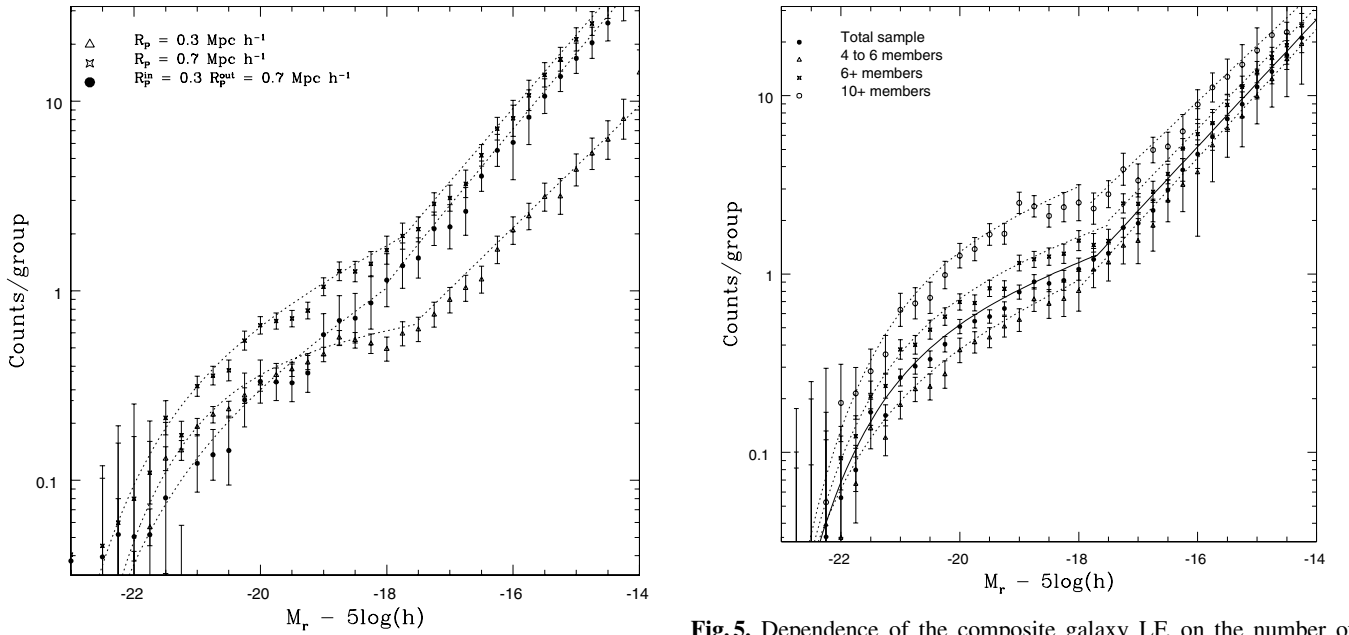 R_P = 0.3 Mpc h⁻¹
R_P = 0.7 Mpc h⁻¹
R_P^in = 0.3 R_P^out = 0.7 Mpc h⁻¹
10
1
0.1
Counts/group
-22
-20
-18
-16
-14
M_r − 5log(h)
Total sample
4 to 6 members
6+ members
10+ members
10
1
0.1
Counts/group
-22
-20
-18
-16
-14
M_r − 5log(h)
Fig. 5. Dependence of the composite galaxy LF on the number of